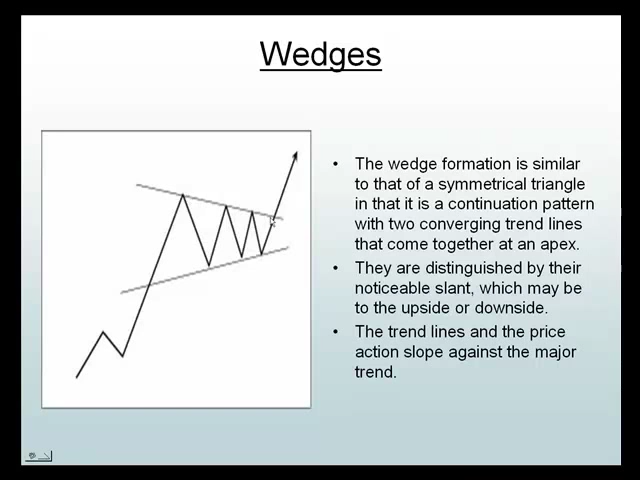 Wedges
• The wedge formation is similar
to that of a symmetrical triangle
in that it is a continuation pattern
with two converging trend lines
that come together at an apex.
• They are distinguished by their
noticeable slant, which may be
to the upside or downside.
• The trend lines and the price
action slope against the major
trend.